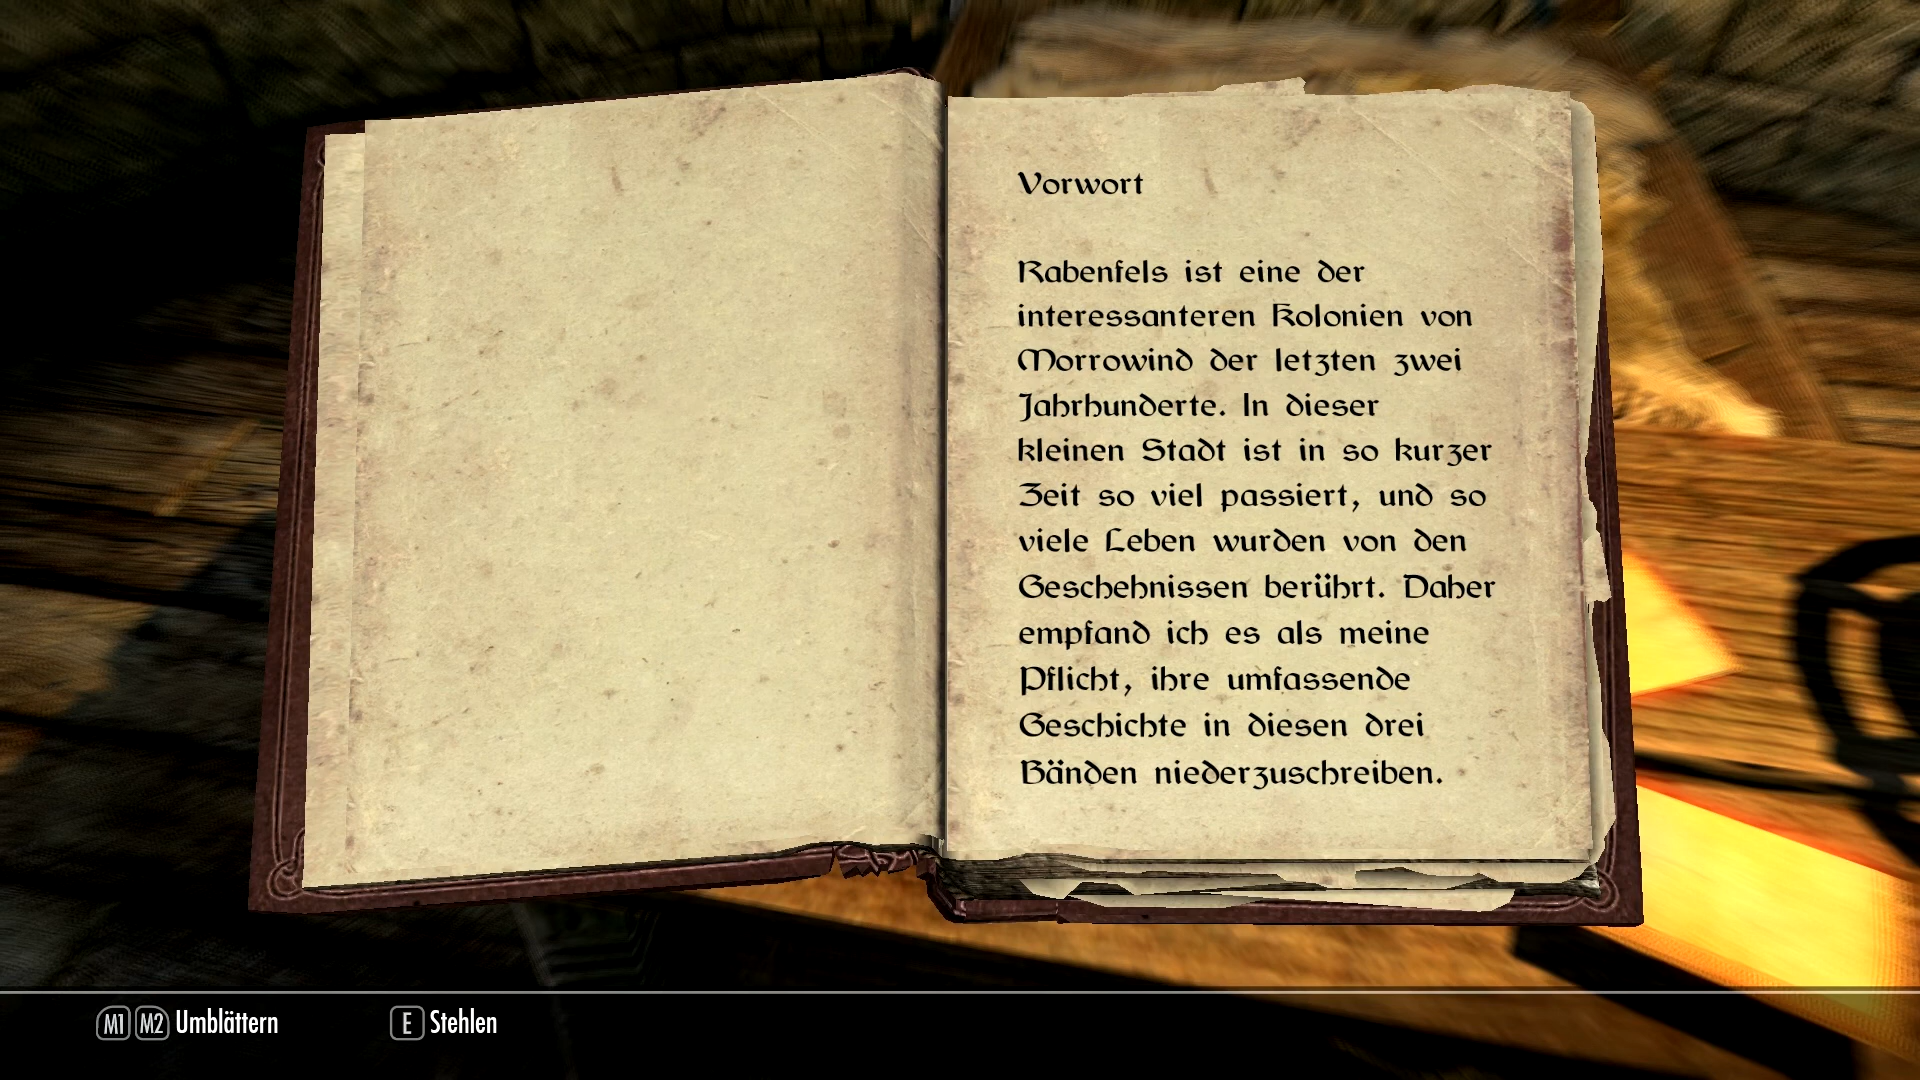 Vorwort
Rabenfels ist eine der
interessanteren Kolonien von
Morrowind der letzten zwei
Jahrhunderte. In dieser
kleinen Stadt ist in so kurzer
Zeit so viel passiert, und so
viele Leben wurden von den
Geschehnissen berührt. Daher
empfand ich es als meine
Pflicht, ihre umfassende
Geschichte in diesen drei
Bänden niederzuschreiben.
M1 M2 Umblättern
E Stehlen